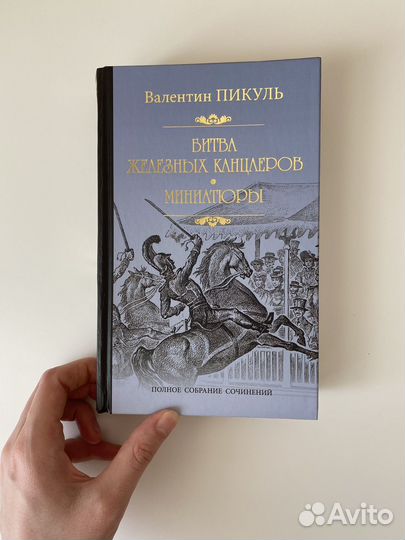 Валентин ПИКУЛЬ
БИТВА
ЖЕЛЕЗНЫХ КАНЦЛЕРОВ
•
МИНИАТЮРЫ
ПОЛНОЕ СОБРАНИЕ СОЧИНЕНИЙ
Avito